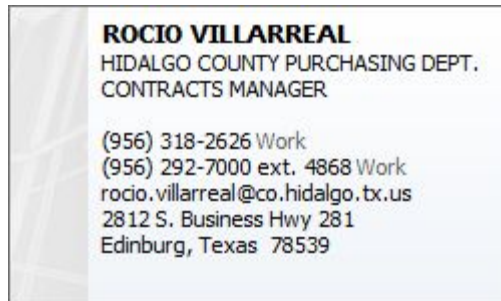 ROCIO VILLARREAL
HIDALGO COUNTY PURCHASING DEPT.
CONTRACTS MANAGER
(956) 318-2626 Work
(956) 292-7000 ext. 4868 Work
rocio.villarreal@co.hidalgo.tx.us
2812 S. Business Hwy 281
Edinburg, Texas 78539